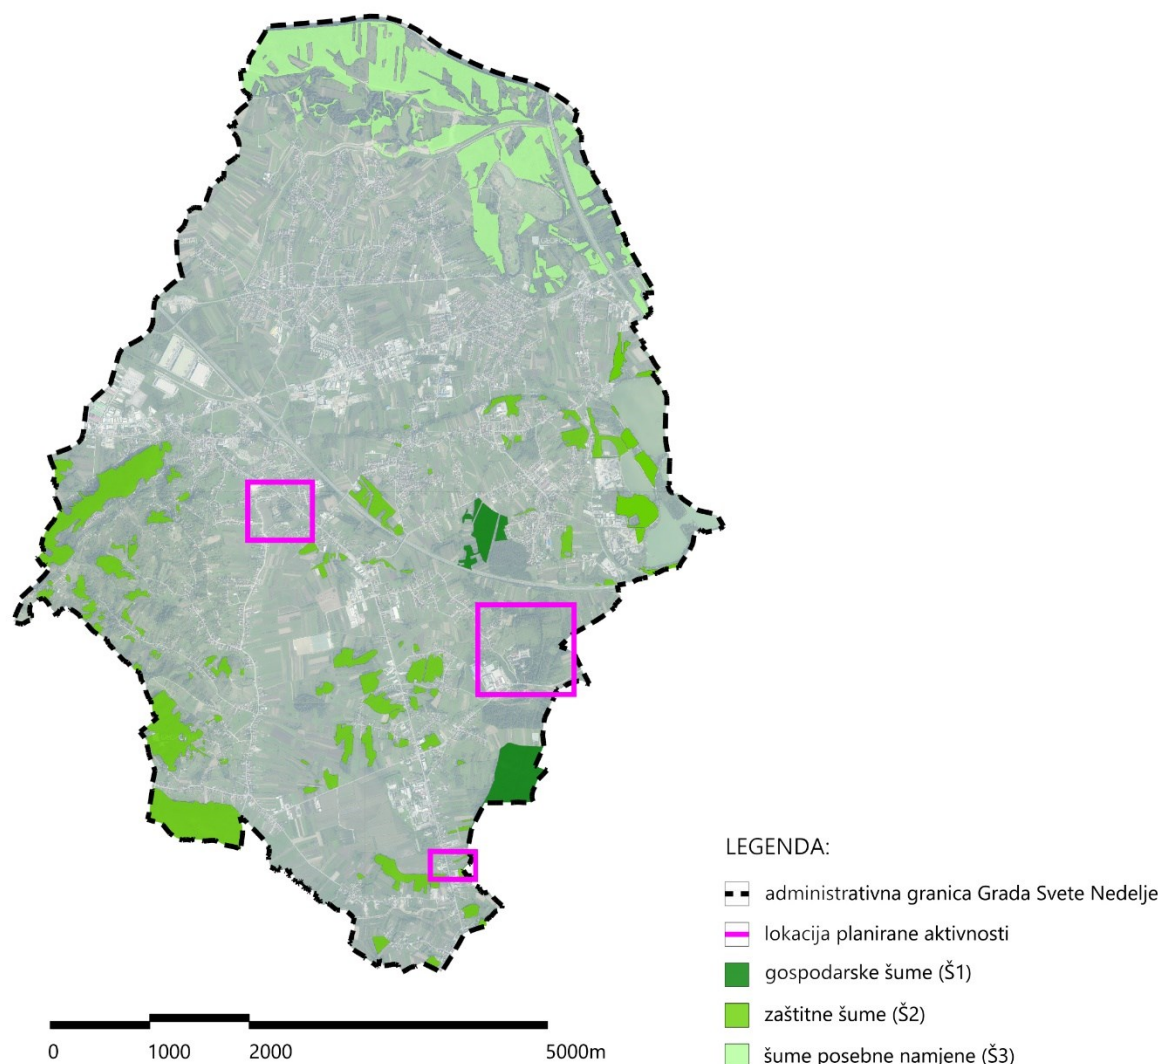 LEGENDA:
administrativna granica Grada Svete Nedelje
lokacija planirane aktivnosti
gospodarske šume (Š1)
zaštitne šume (Š2)
šume posebne namjene (Š3)
0 1000 2000 5000m